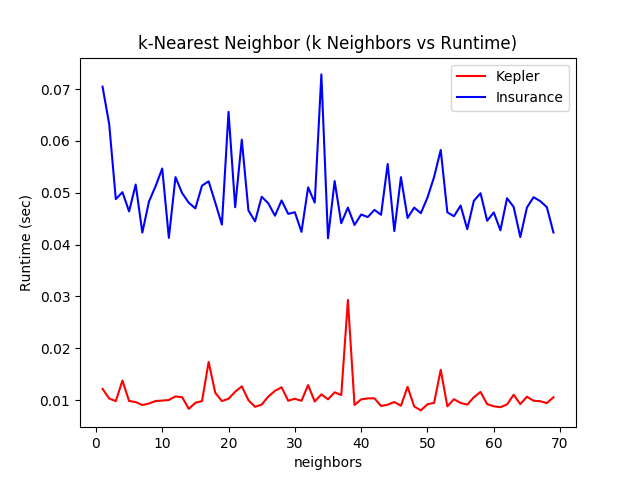 k-Nearest Neighbor (k Neighbors vs Runtime)
Kepler
Insurance
Runtime (sec)
0.07
0.06
0.05
0.04
0.03
0.02
0.01
0 10 20 30 40 50 60 70
neighbors